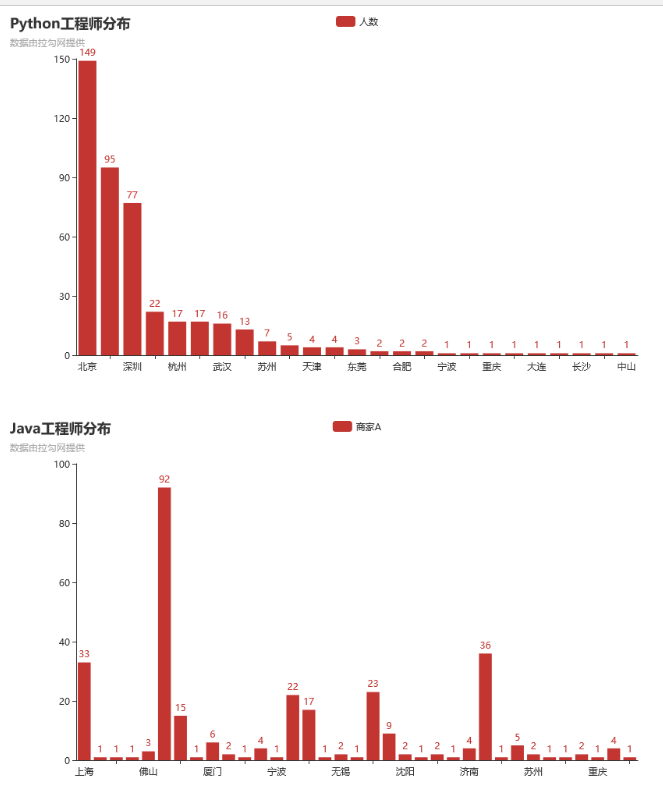 Python工程师分布
人数
数据由拉勾网提供
149
150
120
95
90
77
60
30
22 17 17 16 13 7 5 4 4 3 2 2 2 1 1 1 1 1 1 1 1 1
0
北京 深圳 杭州 武汉 苏州 天津 东莞 合肥 宁波 重庆 大连 长沙 中山
Java工程师分布
商家A
数据由拉勾网提供
100
92
80
60
40
36
33
20
1 1 1 3 15 1 6 2 1 4 1 22 17 1 2 1 23 9 2 1 2 1 4 1 5 2 1 1 2 1 4 1
0
上海 佛山 厦门 宁波 无锡 沈阳 济南 苏州 重庆